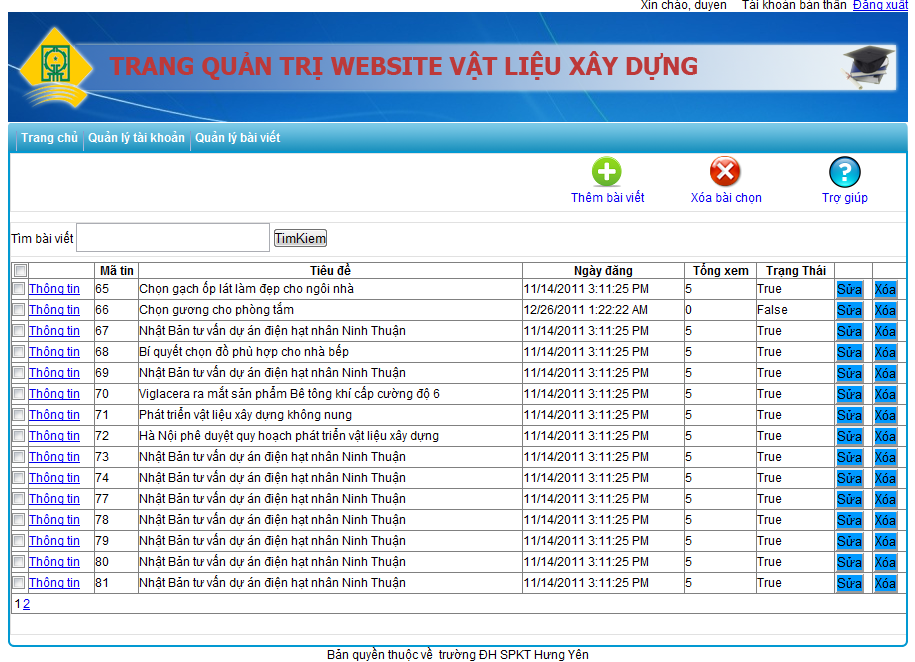 Xin chào, duyen Tài khoản bản thân Đăng xuất
TRANG QUẢN TRỊ WEBSITE VẬT LIỆU XÂY DỰNG
Trang chủ Quản lý tài khoản Quản lý bài viết
Thêm bài viết Xóa bài chọn Trợ giúp
Tìm bài viết TimKiem
Mã tin Tiêu đề Ngày đăng Tổng xem Trạng Thái
Thông tin 65 Chọn gạch ốp lát làm đẹp cho ngôi nhà 11/14/2011 3:11:25 PM 5 True Sửa Xóa
Thông tin 66 Chọn gương cho phòng tắm 12/26/2011 1:22:22 AM 0 False Sửa Xóa
Thông tin 67 Nhật Bản tư vấn dự án điện hạt nhân Ninh Thuận 11/14/2011 3:11:25 PM 5 True Sửa Xóa
Thông tin 68 Bí quyết chọn đồ phù hợp cho nhà bếp 11/14/2011 3:11:25 PM 5 True Sửa Xóa
Thông tin 69 Nhật Bản tư vấn dự án điện hạt nhân Ninh Thuận 11/14/2011 3:11:25 PM 5 True Sửa Xóa
Thông tin 70 Viglacera ra mắt sản phẩm Bê tông khí cấp cường độ 6 11/14/2011 3:11:25 PM 5 True Sửa Xóa
Thông tin 71 Phát triển vật liệu xây dựng không nung 11/14/2011 3:11:25 PM 5 True Sửa Xóa
Thông tin 72 Hà Nội phê duyệt quy hoạch phát triển vật liệu xây dựng 11/14/2011 3:11:25 PM 5 True Sửa Xóa
Thông tin 73 Nhật Bản tư vấn dự án điện hạt nhân Ninh Thuận 11/14/2011 3:11:25 PM 5 True Sửa Xóa
Thông tin 74 Nhật Bản tư vấn dự án điện hạt nhân Ninh Thuận 11/14/2011 3:11:25 PM 5 True Sửa Xóa
Thông tin 77 Nhật Bản tư vấn dự án điện hạt nhân Ninh Thuận 11/14/2011 3:11:25 PM 5 True Sửa Xóa
Thông tin 78 Nhật Bản tư vấn dự án điện hạt nhân Ninh Thuận 11/14/2011 3:11:25 PM 5 True Sửa Xóa
Thông tin 79 Nhật Bản tư vấn dự án điện hạt nhân Ninh Thuận 11/14/2011 3:11:25 PM 5 True Sửa Xóa
Thông tin 80 Nhật Bản tư vấn dự án điện hạt nhân Ninh Thuận 11/14/2011 3:11:25 PM 5 True Sửa Xóa
Thông tin 81 Nhật Bản tư vấn dự án điện hạt nhân Ninh Thuận 11/14/2011 3:11:25 PM 5 True Sửa Xóa
1 2
Bản quyền thuộc về trường ĐH SPKT Hưng Yên